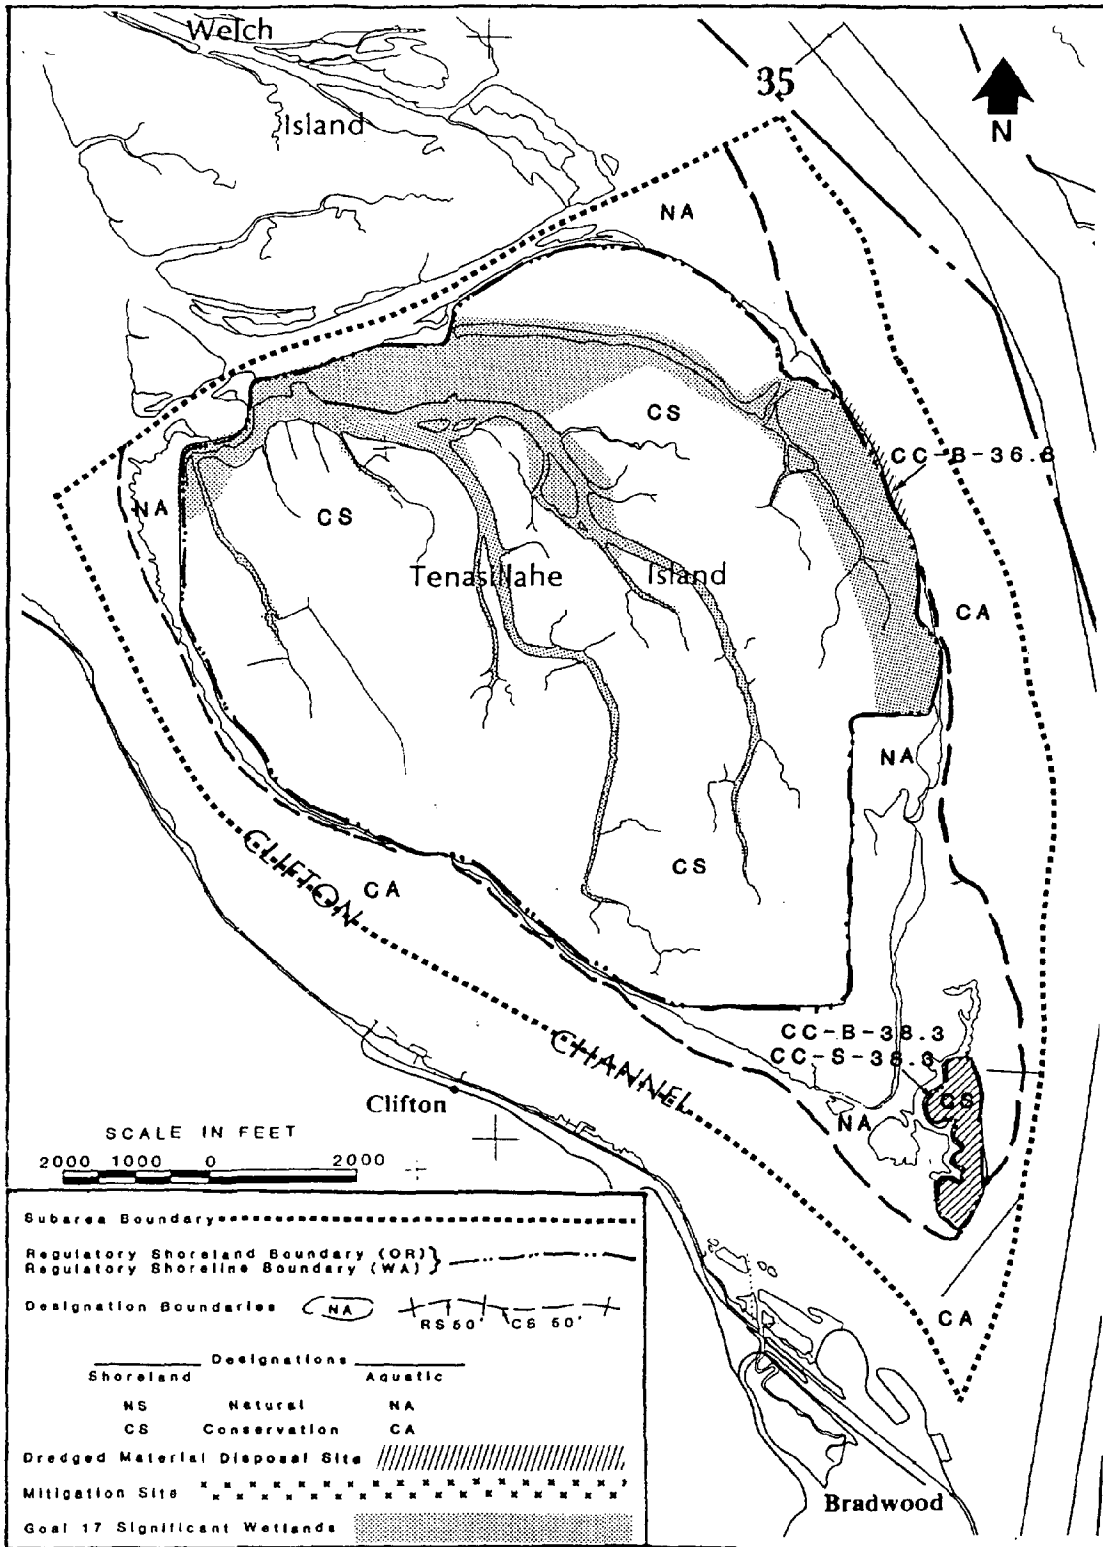 Welch
Island
35
N
NA
CS
CC-B-36.6
NA
CS
Tenasillahe Island
CA
NA
CLIFTON
CA
CS
CHANNEL
CC-B-38.3
CC-S-38.3
CS
NA
Clifton
SCALE IN FEET
2000 1000 0 2000
CA
Bradwood
Subarea Boundary
Regulatory Shoreland Boundary (OR)
Regulatory Shoreline Boundary (WA)
Designation Boundaries NA RS 50' CS 50'
Designations
Shoreland Aquatic
NS Natural NA
CS Conservation CA
Dredged Material Disposal Site
Mitigation Site
Goal 17 Significant Wetlands